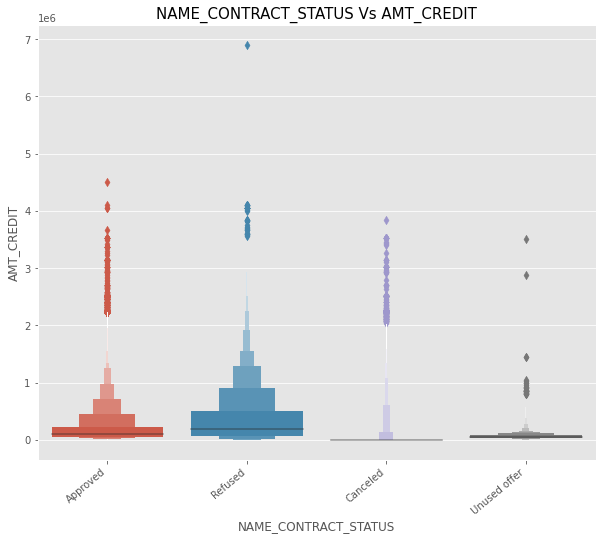 NAME_CONTRACT_STATUS Vs AMT_CREDIT
1e6
7
6
5
4
3
2
1
0
AMT_CREDIT
Approved
Refused
Canceled
Unused offer
NAME_CONTRACT_STATUS